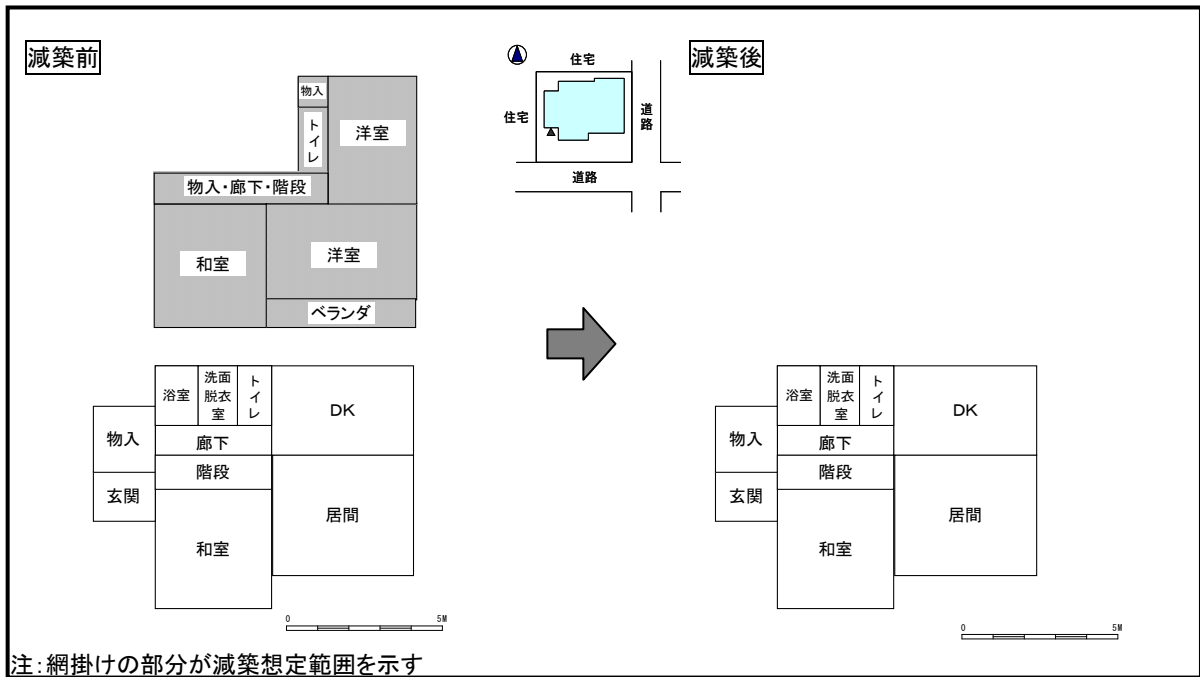 減築前
物入
トイレ
洋室
物入・廊下・階段
和室
洋室
ベランダ
浴室
洗面
脱衣
室
トイレ
DK
物入
廊下
階段
玄関
居間
和室
0 5M
住宅
住宅
道路
道路
減築後
浴室
洗面
脱衣
室
トイレ
DK
物入
廊下
階段
玄関
居間
和室
0 5M
注：網掛けの部分が減築想定範囲を示す